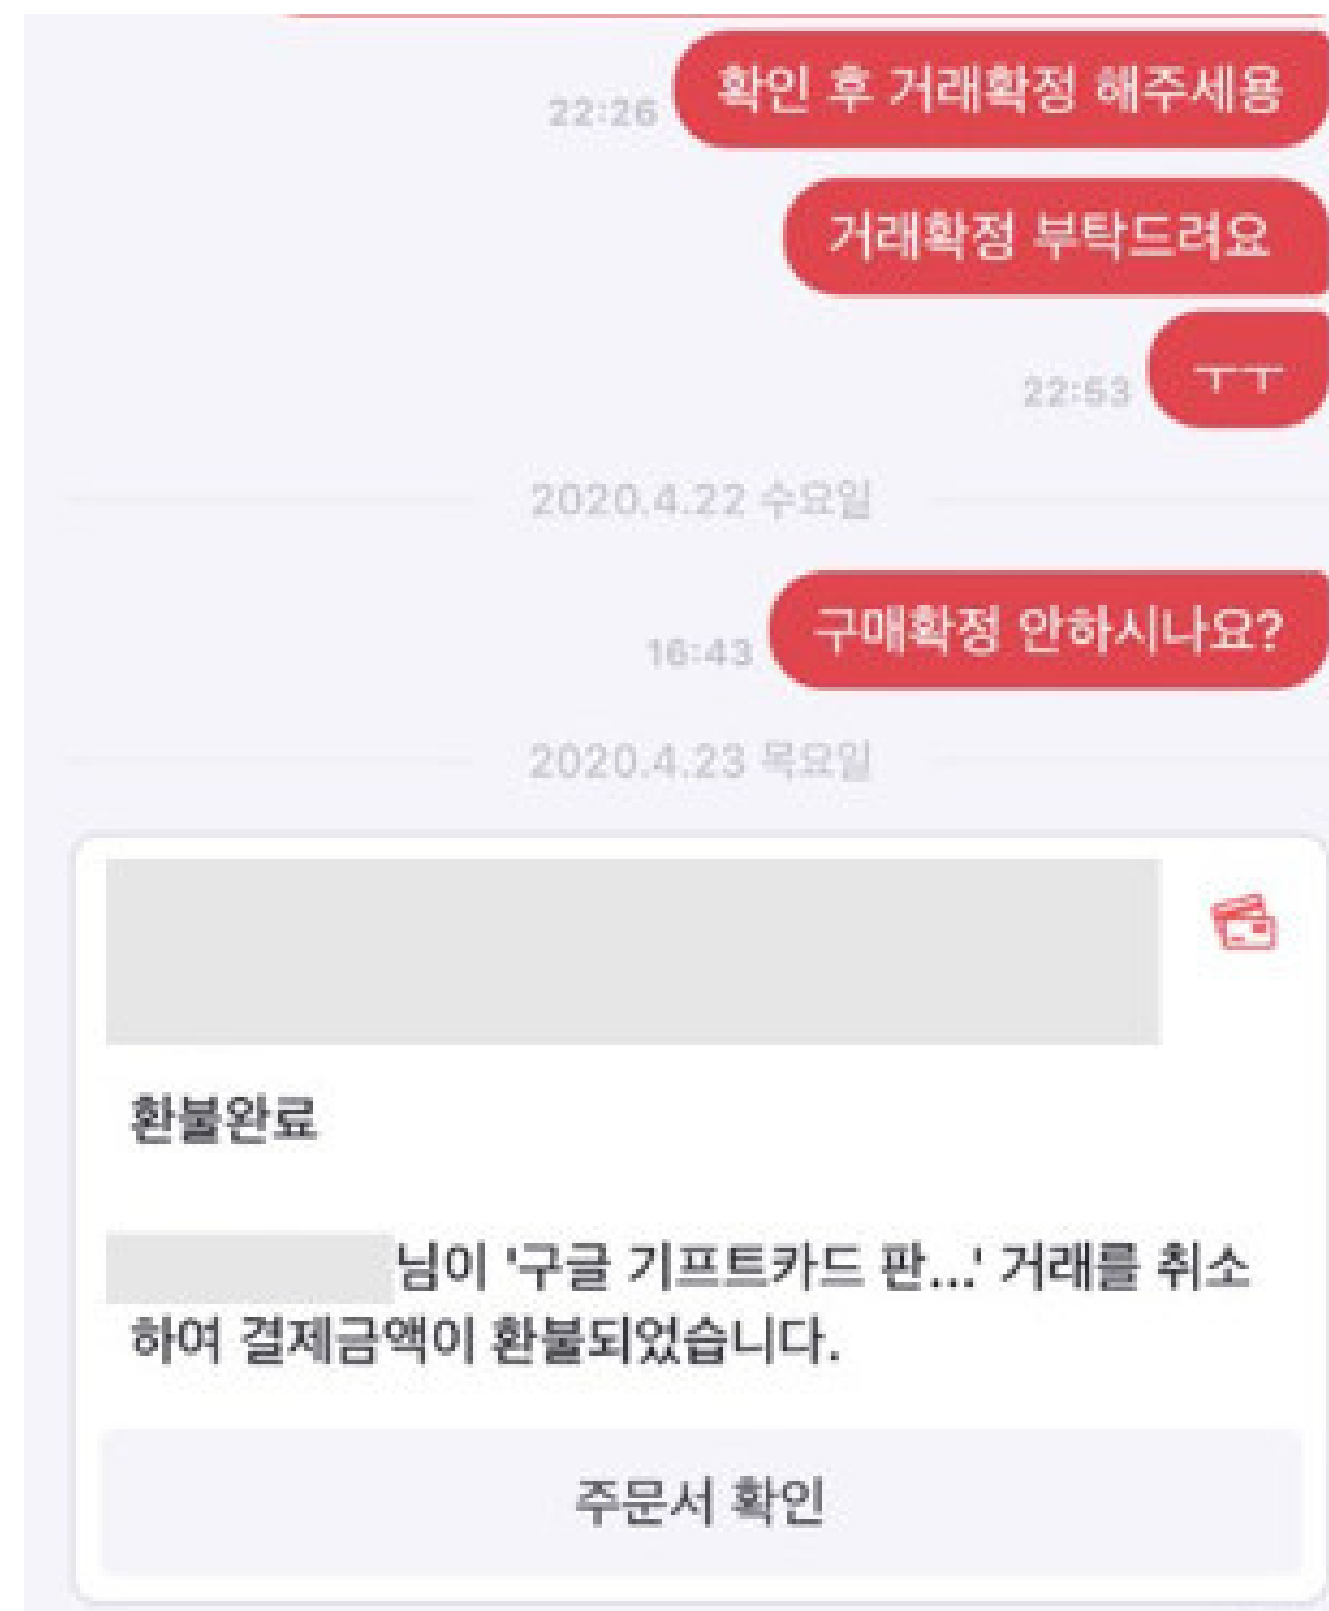 확인 후 거래확정 해주세용
22:26
거래확정 부탁드려요
ㅜㅜ
22:53
2020.4.22 수요일
구매확정 안하시나요?
16:43
2020.4.23 목요일
환불완료
님이 '구글 기프트카드 판...' 거래를 취소
하여 결제금액이 환불되었습니다.
주문서 확인